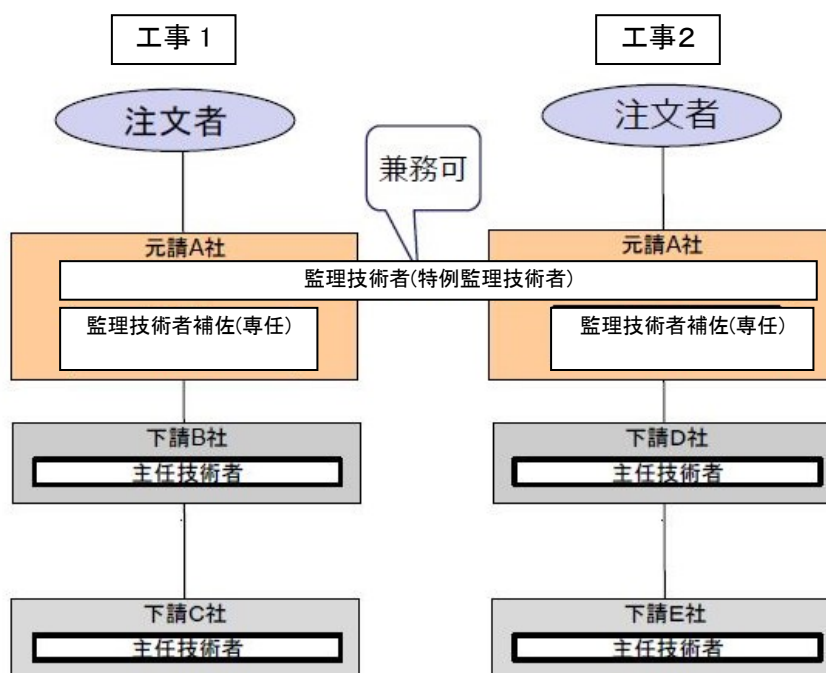 工事１
工事２
注文者
注文者
兼務可
元請A社
元請A社
監理技術者(特例監理技術者)
監理技術者補佐(専任)
監理技術者補佐(専任)
下請B社
主任技術者
下請D社
主任技術者
下請C社
主任技術者
下請E社
主任技術者